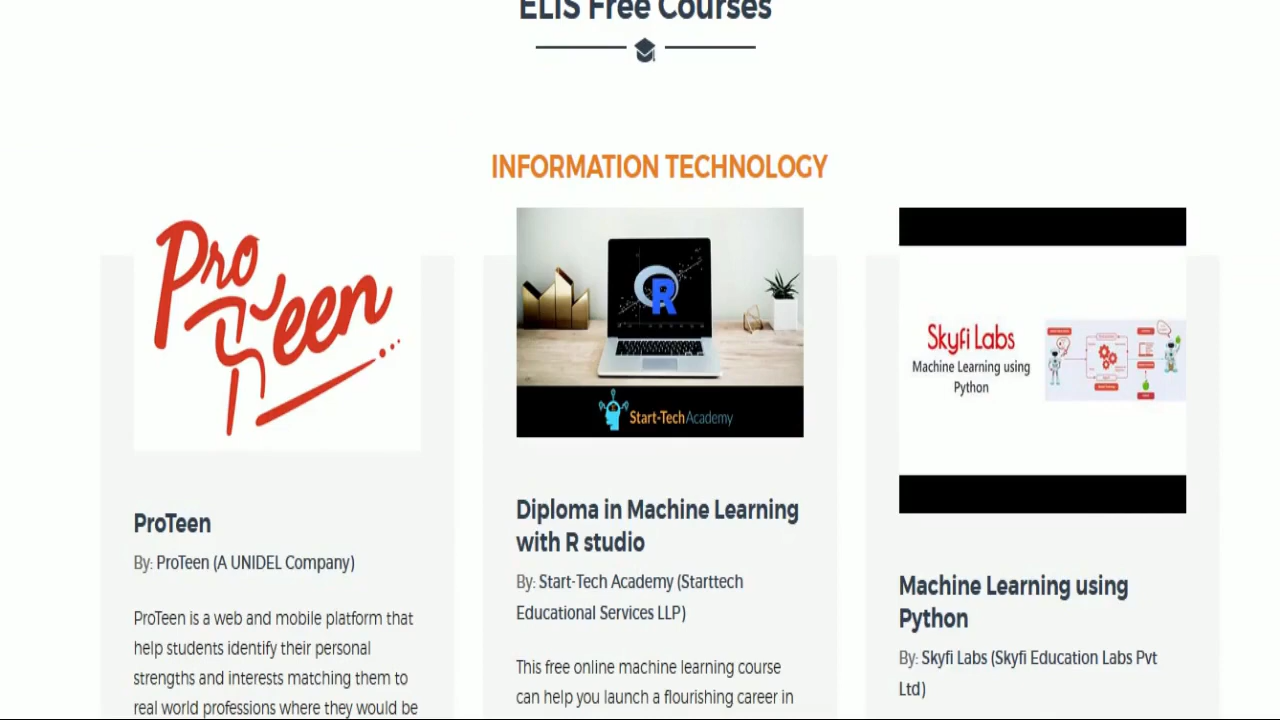 ELIS Free Courses
INFORMATION TECHNOLOGY
Pro
Teen
ProTeen
By: ProTeen (A UNIDEL Company)
ProTeen is a web and mobile platform that
help students identify their personal
strengths and interests matching them to
real world professions where they would be
R
Start-Tech Academy
Diploma in Machine Learning
with R studio
By: Start-Tech Academy (Starttech
Educational Services LLP)
This free online machine learning course
can help you launch a flourishing career in
Skyfi Labs
Machine Learning using
Python
Machine Learning using
Python
By: Skyfi Labs (Skyfi Education Labs Pvt
Ltd)